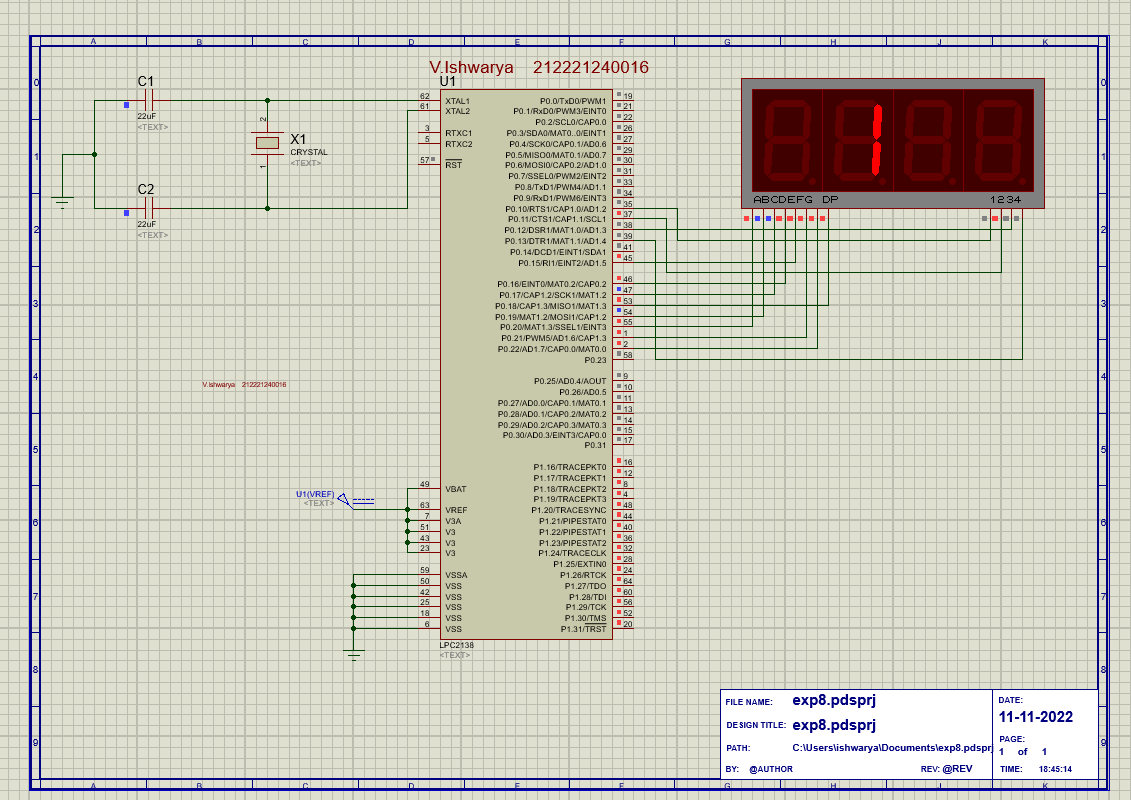 A B C D E F G H J K
V.Ishwarya 212221240016
U1
C1
22uF
<TEXT>
X1
CRYSTAL
<TEXT>
2
1
C2
22uF
<TEXT>
ABCDEFG DP 1234
62 XTAL1
61 XTAL2
3 RTXC1
5 RTXC2
57 RST
P0.0/TxD0/PWM1 19
P0.1/RxD0/PWM3/EINT0 21
P0.2/SCL0/CAP0.0 22
P0.3/SDA0/MAT0..0/EINT1 26
P0.4/SCK0/CAP0.1/AD0.6 27
P0.5/MISO0/MAT0.1/AD0.7 29
P0.6/MOSI0/CAP0.2/AD1.0 30
P0.7/SSEL0/PWM2/EINT2 31
P0.8/TxD1/PWM4/AD1.1 33
P0.9/RxD1/PWM6/EINT3 34
P0.10/RTS1/CAP1.0/AD1.2 35
P0.11/CTS1/CAP1.1/SCL1 37
P0.12/DSR1/MAT1.0/AD1.3 38
P0.13/DTR1/MAT1.1/AD1.4 39
P0.14/DCD1/EINT1/SDA1 41
P0.15/RI1/EINT2/AD1.5 45
P0.16/EINT0/MAT0.2/CAP0.2 46
P0.17/CAP1.2/SCK1/MAT1.2 47
P0.18/CAP1.3/MISO1/MAT1.3 53
P0.19/MAT1.2/MOSI1/CAP1.2 54
P0.20/MAT1.3/SSEL1/EINT3 55
P0.21/PWM5/AD1.6/CAP1.3 1
P0.22/AD1.7/CAP0.0/MAT0.0 2
P0.23 58
P0.25/AD0.4/AOUT 9
P0.26/AD0.5 10
P0.27/AD0.0/CAP0.1/MAT0.1 11
P0.28/AD0.1/CAP0.2/MAT0.2 13
P0.29/AD0.2/CAP0.3/MAT0.3 14
P0.30/AD0.3/EINT3/CAP0.0 15
P0.31 17
V.Ishwarya 212221240016
P1.16/TRACEPKT0 16
P1.17/TRACEPKT1 12
P1.18/TRACEPKT2 8
P1.19/TRACEPKT3 4
P1.20/TRACESYNC 48
P1.21/PIPESTAT0 44
P1.22/PIPESTAT1 40
P1.23/PIPESTAT2 36
P1.24/TRACECLK 32
P1.25/EXTIN0 28
P1.26/RTCK 24
P1.27/TDO 64
P1.28/TDI 60
P1.29/TCK 56
P1.30/TMS 52
P1.31/TRST 20
U1(VREF)
<TEXT>
49 VBAT
63 VREF
7 V3A
51 V3
43 V3
23 V3
59 VSSA
50 VSS
42 VSS
25 VSS
18 VSS
6 VSS
LPC2138
<TEXT>
0
1
2
3
4
5
6
7
8
9
0
1
2
3
4
5
6
7
8
9
FILE NAME: exp8.pdsprj
DESIGN TITLE: exp8.pdsprj
PATH: C:\Users\ishwarya\Documents\exp8.pdsprj
BY: @AUTHOR REV: @REV
DATE:
11-11-2022
PAGE:
1 of 1
TIME: 18:45:14
A B C D E F G H J K